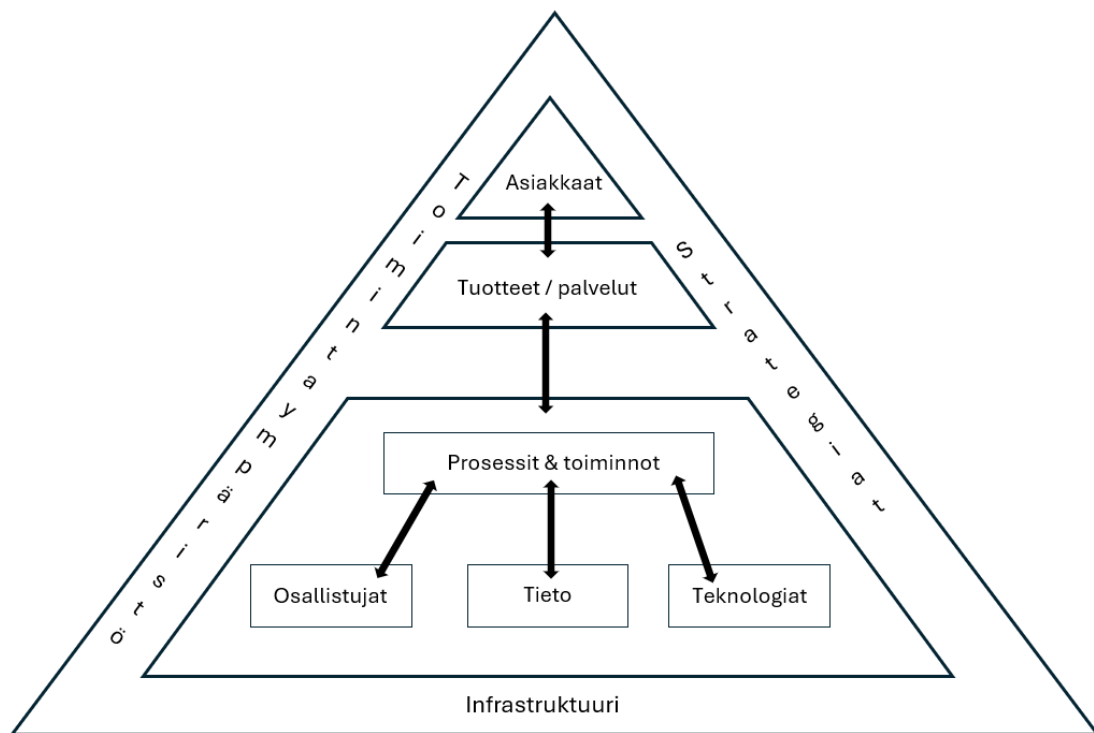 Asiakkaat
Toimintaympäristö
Strategiat
Tuotteet / palvelut
Prosessit & toiminnot
Osallistujat
Tieto
Teknologiat
Infrastruktuuri